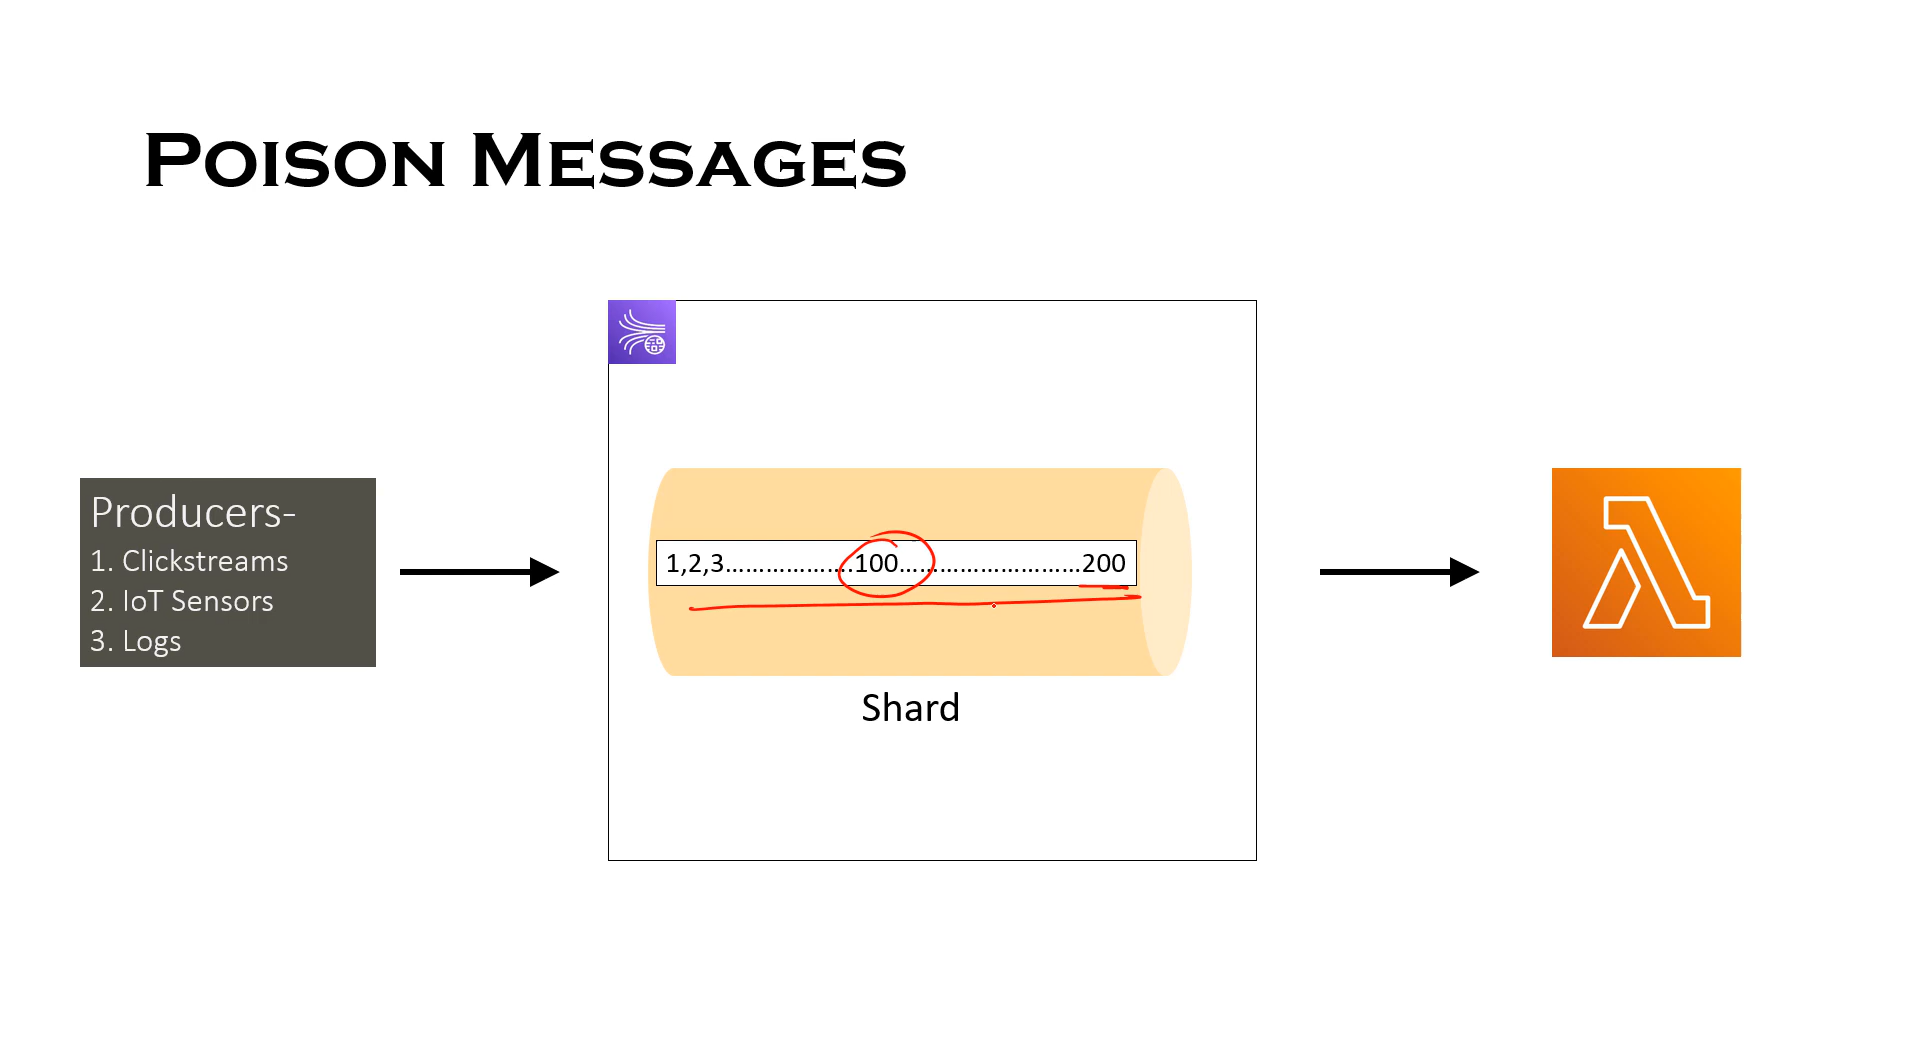 POISON MESSAGES
Producers-
1. Clickstreams
2. IoT Sensors
3. Logs
1,2,3....................100...........................200
Shard